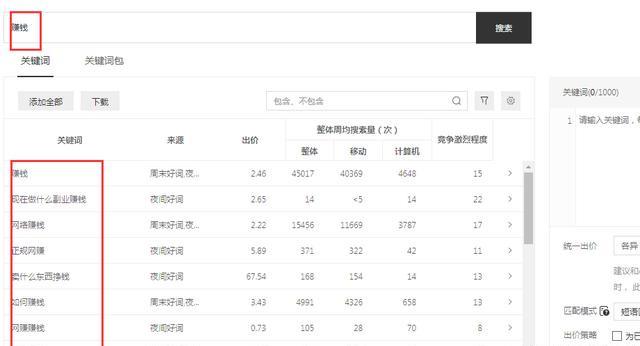 赚钱
搜索
关键词 关键词包
添加全部 下载 包含、不包含
关键词(0/1000)
关键词 来源 出价 整体周均搜索量（次） 竞争激烈程度
整体 移动 计算机
1 请输入关键词，
赚钱 周末好词,夜... 2.46 45017 40369 4648 15
现在做什么副业赚钱 夜间好词 2.65 14 <5 14 22
网络赚钱 周末好词,夜... 2.22 15456 11669 3787 17
正规网赚 夜间好词 5.89 371 322 42 11
卖什么东西挣钱 夜间好词 67.54 168 154 14 13
如何赚钱 周末好词,夜... 3.43 4991 4326 658 13
网赚赚钱 夜间好词 0.73 105 28 70 8
统一出价 各异
建议和
时，此
匹配模式 短语
出价策略 为已